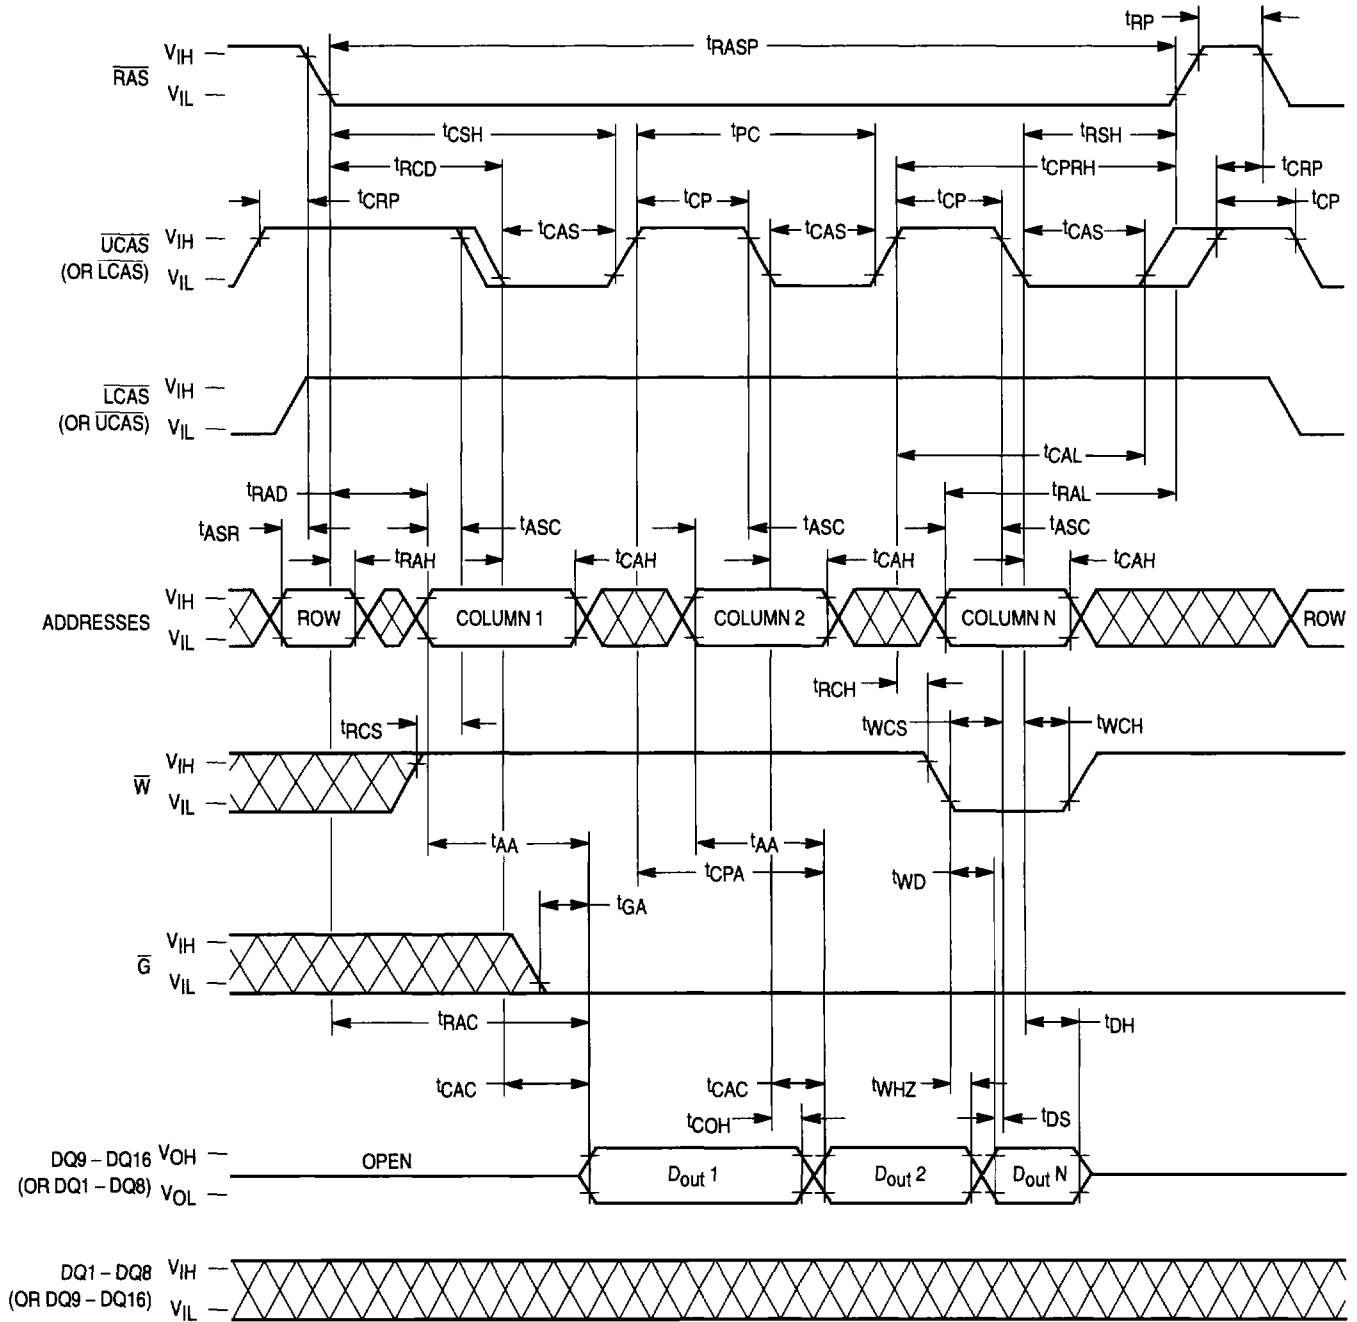 tRP
tRASP
VIH
RAS
VIL
tCSH
tPC
tRSH
tRCD
tCPRH
tCRP
tCRP
tCP
tCP
tCP
tCAS
tCAS
tCAS
UCAS
(OR LCAS)
VIH
VIL
LCAS
(OR UCAS)
VIH
VIL
tCAL
tRAD
tRAL
tASR
tASC
tASC
tASC
tRAH
tCAH
tCAH
tCAH
ADDRESSES
VIH
VIL
ROW
COLUMN 1
COLUMN 2
COLUMN N
ROW
tRCH
tRCS
tWCS
tWCH
W
VIH
VIL
tAA
tAA
tCPA
tWD
tGA
G
VIH
VIL
tRAC
tDH
tCAC
tCAC
tWHZ
tCOH
tDS
DQ9 – DQ16
(OR DQ1 – DQ8)
VOH
VOL
OPEN
Dout 1
Dout 2
Dout N
DQ1 – DQ8
(OR DQ9 – DQ16)
VIH
VIL